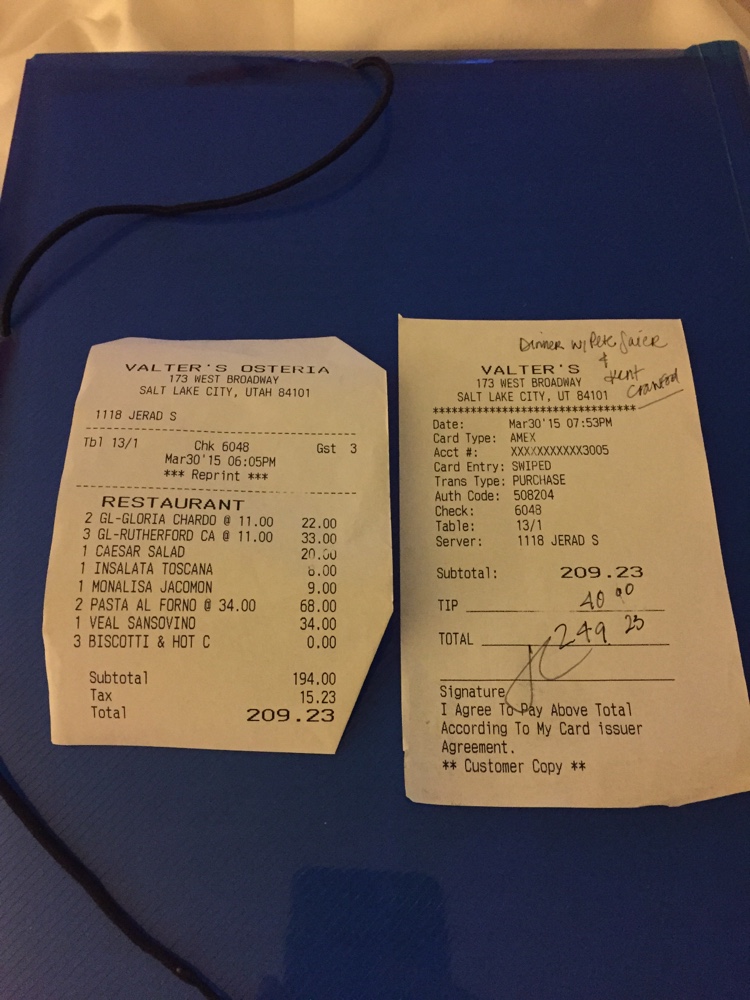 VALTER'S OSTERIA
173 WEST BROADWAY
SALT LAKE CITY, UTAH 84101
1118 JERAD S
Tbl 13/1 Chk 6048 Gst 3
Mar30'15 06:05PM
*** Reprint ***
RESTAURANT
2 GL-GLORIA CHARDO @ 11.00 22.00
3 GL-RUTHERFORD CA @ 11.00 33.00
1 CAESAR SALAD 20.00
1 INSALATA TOSCANA 8.00
1 MONALISA JACOMON 9.00
2 PASTA AL FORNO @ 34.00 68.00
1 VEAL SANSOVINO 34.00
3 BISCOTTI & HOT C 0.00
Subtotal 194.00
Tax 15.23
Total 209.23
Dinner w/ Pete
&
Kent
Crawford
VALTER'S
173 WEST BROADWAY
SALT LAKE CITY, UT 84101
*********************************
Date: Mar30'15 07:53PM
Card Type: AMEX
Acct #: XXXXXXXXXXX3005
Card Entry: SWIPED
Trans Type: PURCHASE
Auth Code: 508204
Check: 6048
Table: 13/1
Server: 1118 JERAD S
Subtotal: 209.23
TIP 40 00
TOTAL 249 23
Signature
I Agree To Pay Above Total
According To My Card issuer
Agreement.
** Customer Copy **